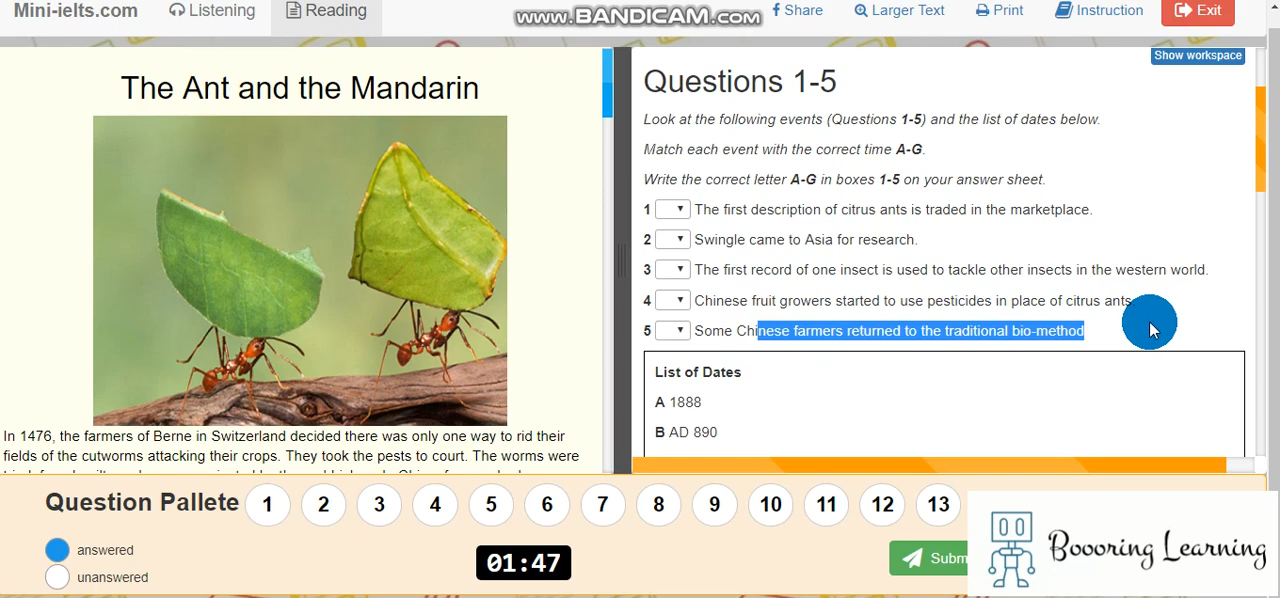 Mini-ielts.com
Listening
Reading
www.BANDICAM.com
Share
Larger Text
Print
Instruction
Exit
The Ant and the Mandarin
In 1476, the farmers of Berne in Switzerland decided there was only one way to rid their
fields of the cutworms attacking their crops. They took the pests to court. The worms were
Show workspace
Questions 1-5
Look at the following events (Questions 1-5) and the list of dates below.
Match each event with the correct time A-G.
Write the correct letter A-G in boxes 1-5 on your answer sheet.
1 The first description of citrus ants is traded in the marketplace.
2 Swingle came to Asia for research.
3 The first record of one insect is used to tackle other insects in the western world.
4 Chinese fruit growers started to use pesticides in place of citrus ants
5 Some Chinese farmers returned to the traditional bio-method
List of Dates
A 1888
B AD 890
Question Pallete
1 2 3 4 5 6 7 8 9 10 11 12 13
answered
unanswered
01:47
Subm
Boooring Learning